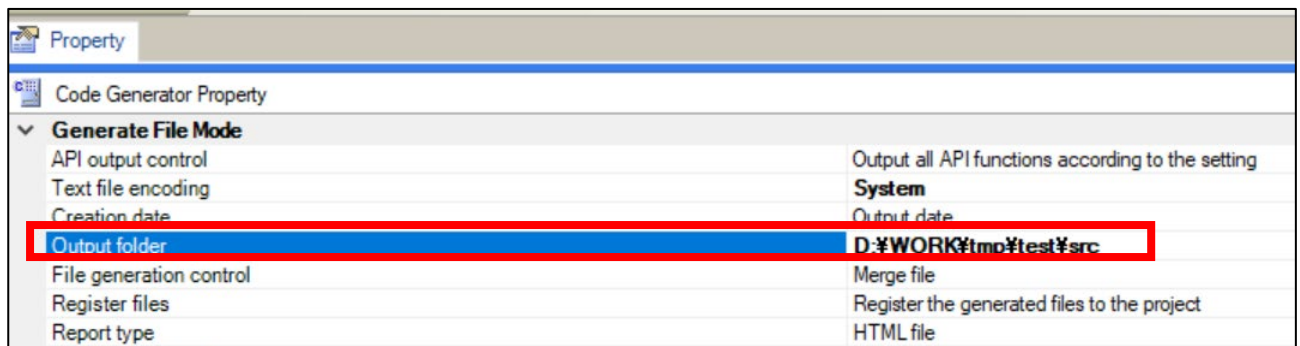 Property
Code Generator Property
Generate File Mode
API output control Output all API functions according to the setting
Text file encoding System
Creation date Output date
Output folder D:¥WORK¥tmp¥test¥src
File generation control Merge file
Register files Register the generated files to the project
Report type HTML file